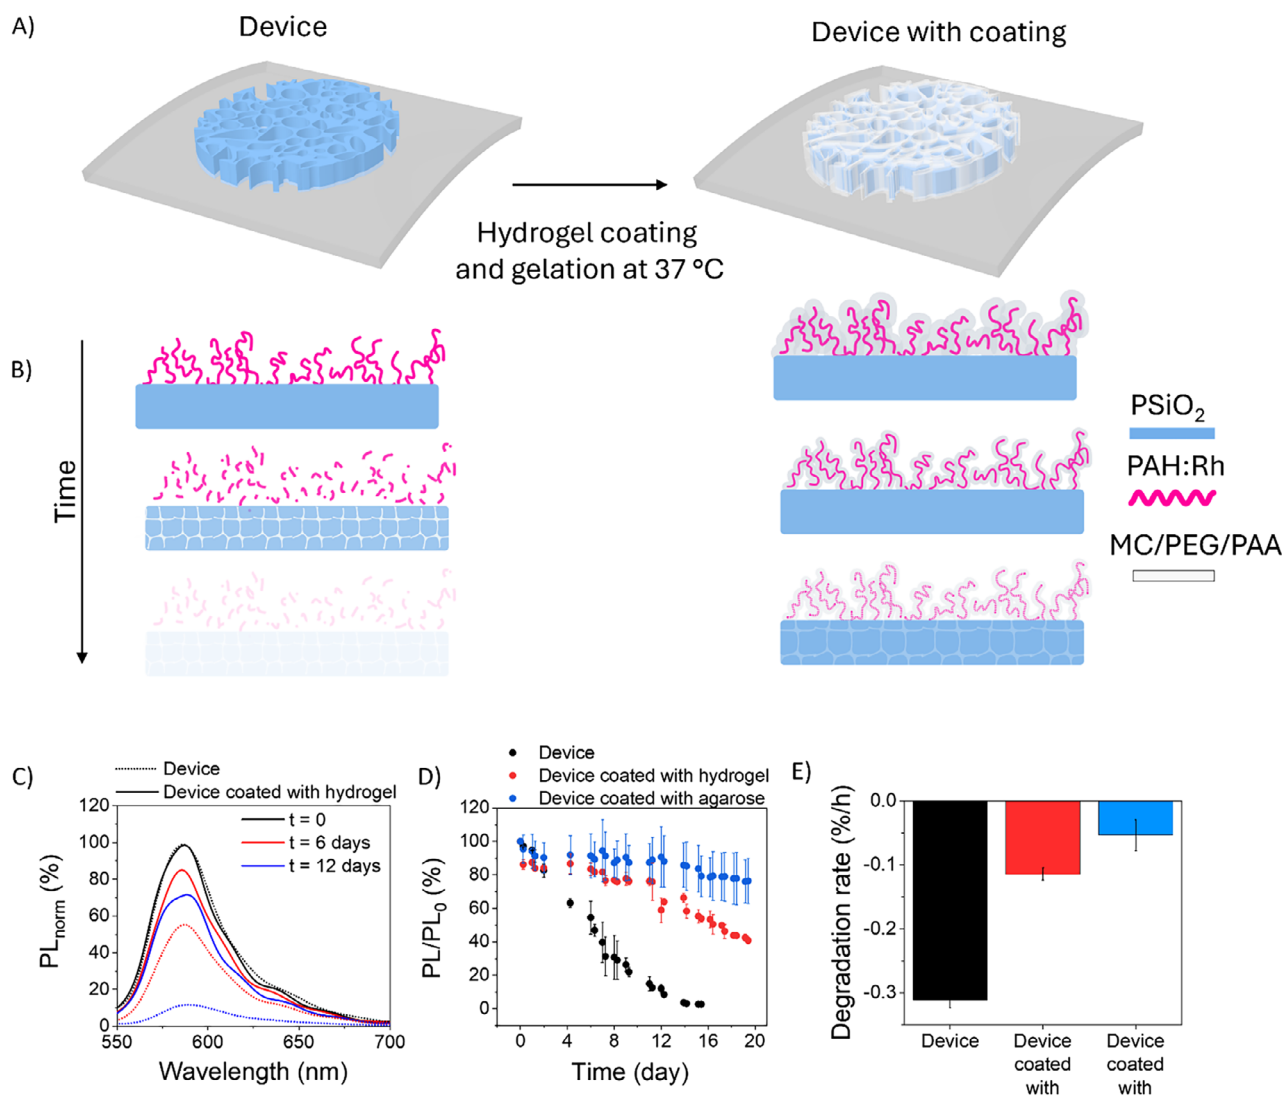 A)
Device
Device with coating
Hydrogel coating
and gelation at 37 °C
B)
Time
PSiO2
PAH:Rh
MC/PEG/PAA
C)
Device
Device coated with hydrogel
t = 0
t = 6 days
t = 12 days
PLnorm (%)
120
100
80
60
40
20
0
550
600
650
700
Wavelength (nm)
D)
Device
Device coated with hydrogel
Device coated with agarose
PL/PL0 (%)
120
100
80
60
40
20
0
0
4
8
12
16
20
Time (day)
E)
Degradation rate (%/h)
0.0
-0.1
-0.2
-0.3
Device
Device
coated
with
Device
coated
with